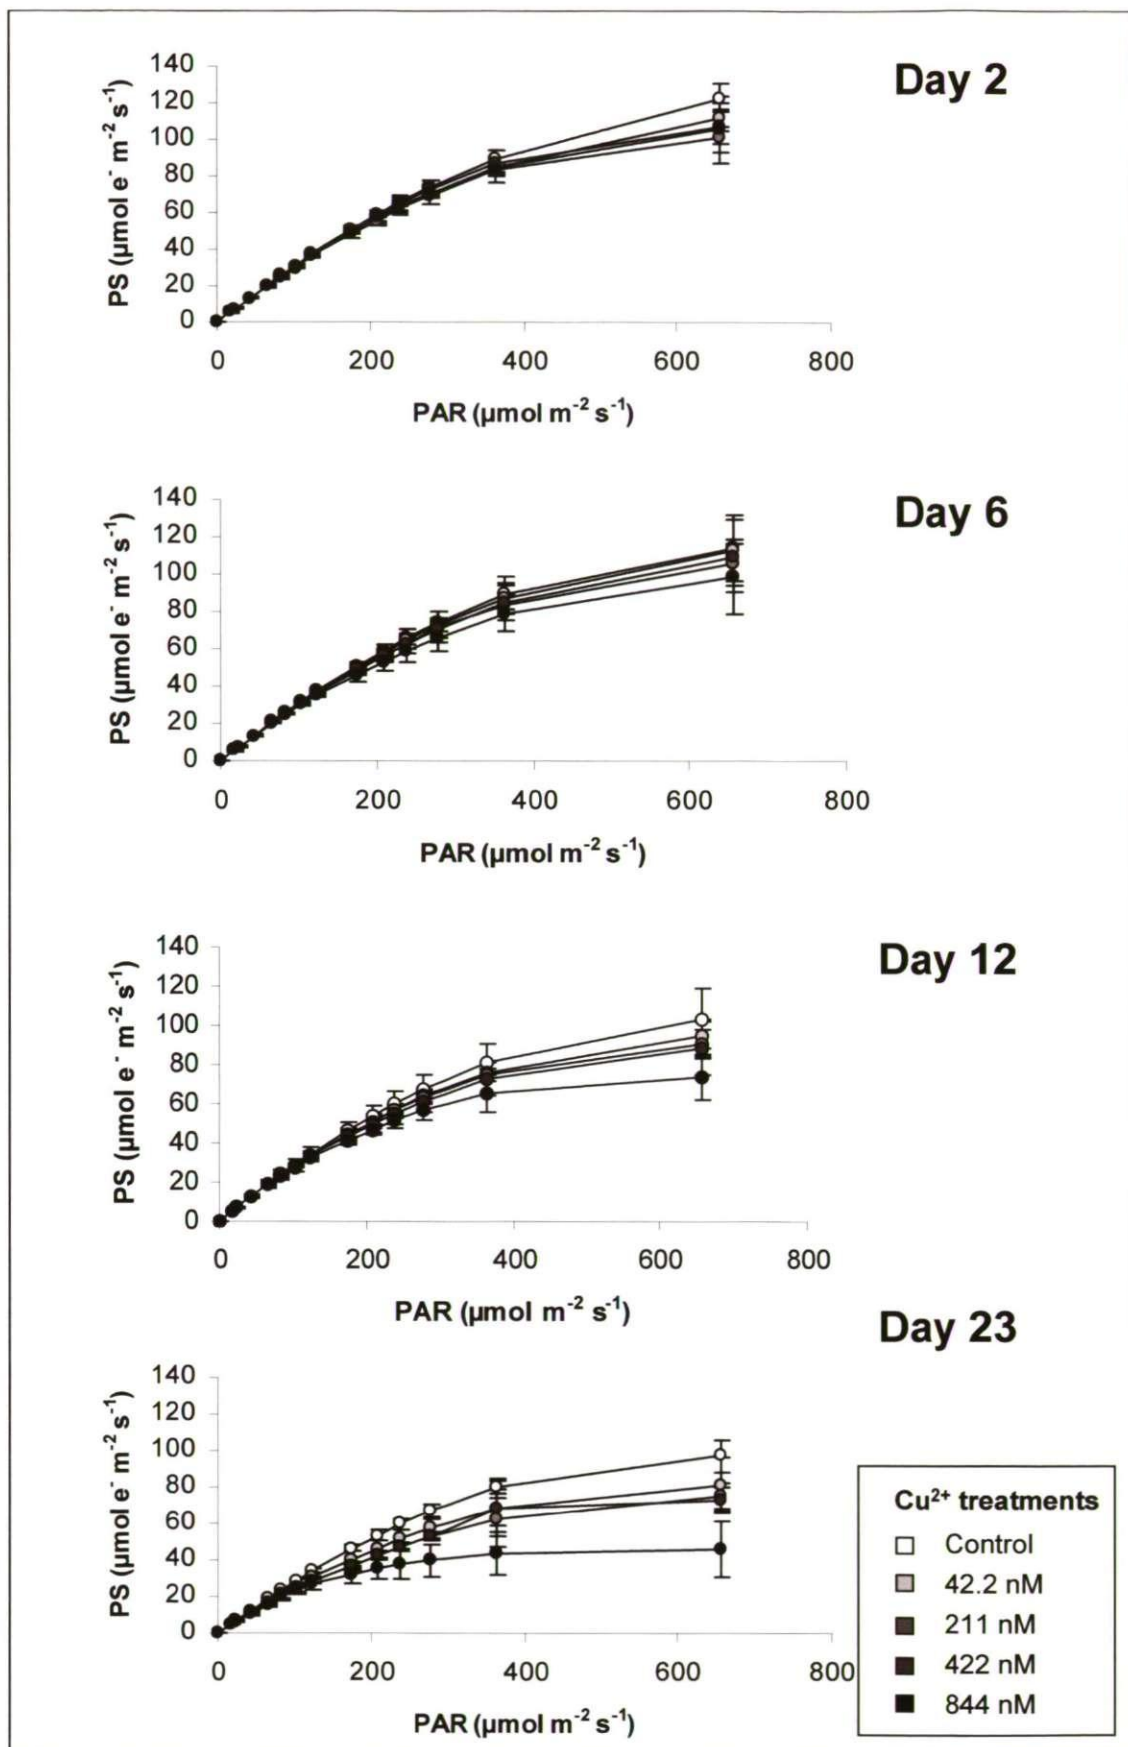 Day 2
140
120
100
80
60
40
20
0
PS (µmol e⁻ m⁻² s⁻¹)
0 200 400 600 800
PAR (µmol m⁻² s⁻¹)
Day 6
140
120
100
80
60
40
20
0
PS (µmol e⁻ m⁻² s⁻¹)
0 200 400 600 800
PAR (µmol m⁻² s⁻¹)
Day 12
140
120
100
80
60
40
20
0
PS (µmol e⁻ m⁻² s⁻¹)
0 200 400 600 800
PAR (µmol m⁻² s⁻¹)
Day 23
140
120
100
80
60
40
20
0
PS (µmol e⁻ m⁻² s⁻¹)
0 200 400 600 800
PAR (µmol m⁻² s⁻¹)
Cu²⁺ treatments
Control
42.2 nM
211 nM
422 nM
844 nM